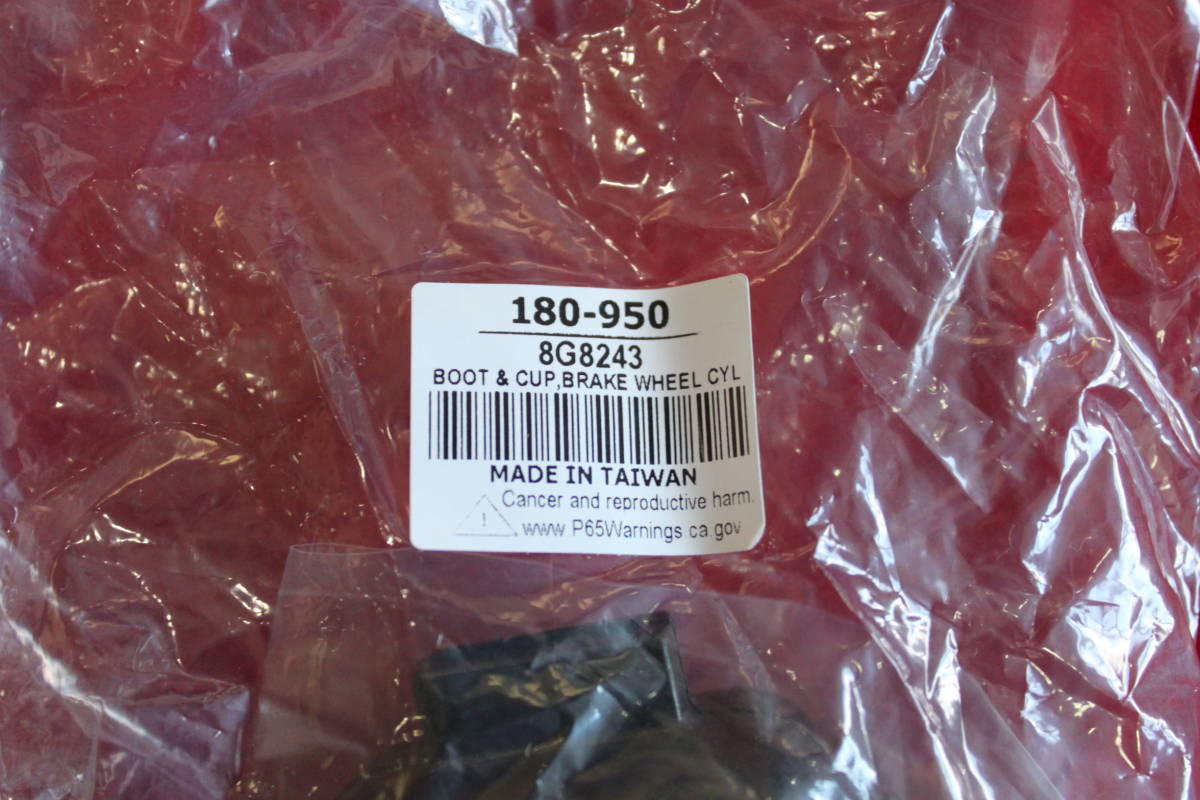 180-950
8G8243
BOOT & CUP,BRAKE WHEEL CYL
MADE IN TAIWAN
Cancer and reproductive harm.
! www P65Warnings.ca.gov